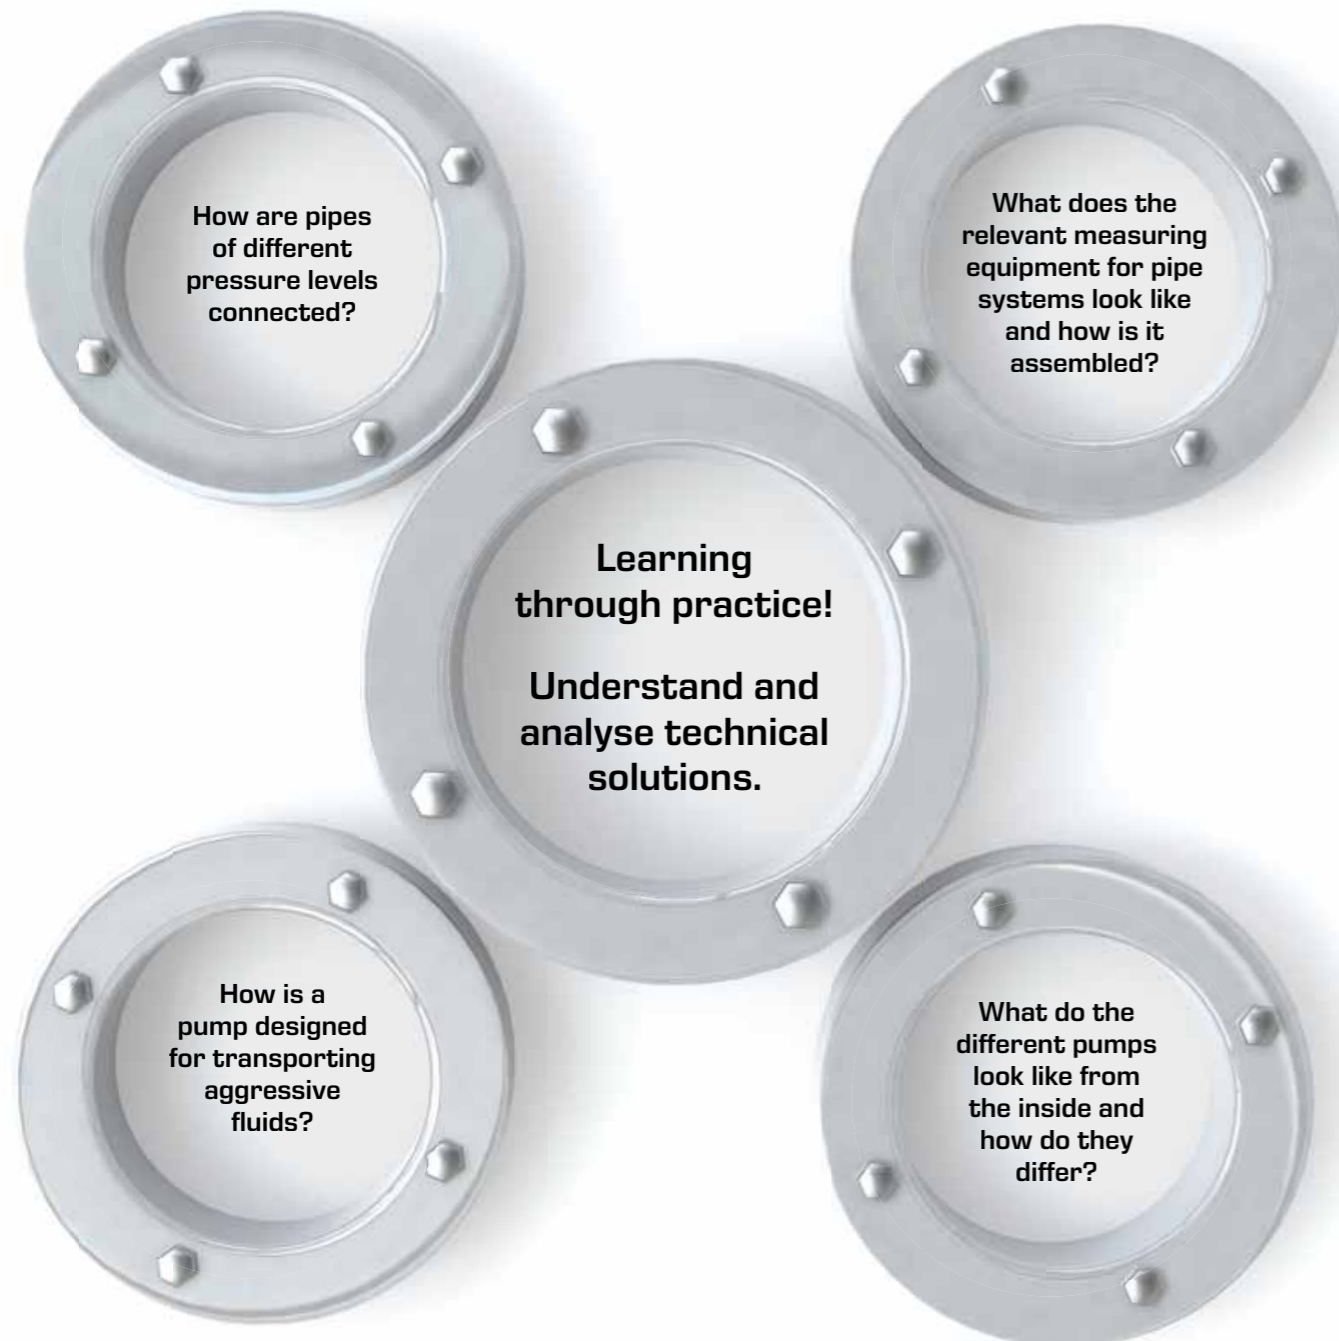 How are pipes
of different
pressure levels
connected?
What does the
relevant measuring
equipment for pipe
systems look like
and how is it
assembled?
Learning
through practice!
Understand and
analyse technical
solutions.
How is a
pump designed
for transporting
aggressive
fluids?
What do the
different pumps
look like from
the inside and
how do they
differ?